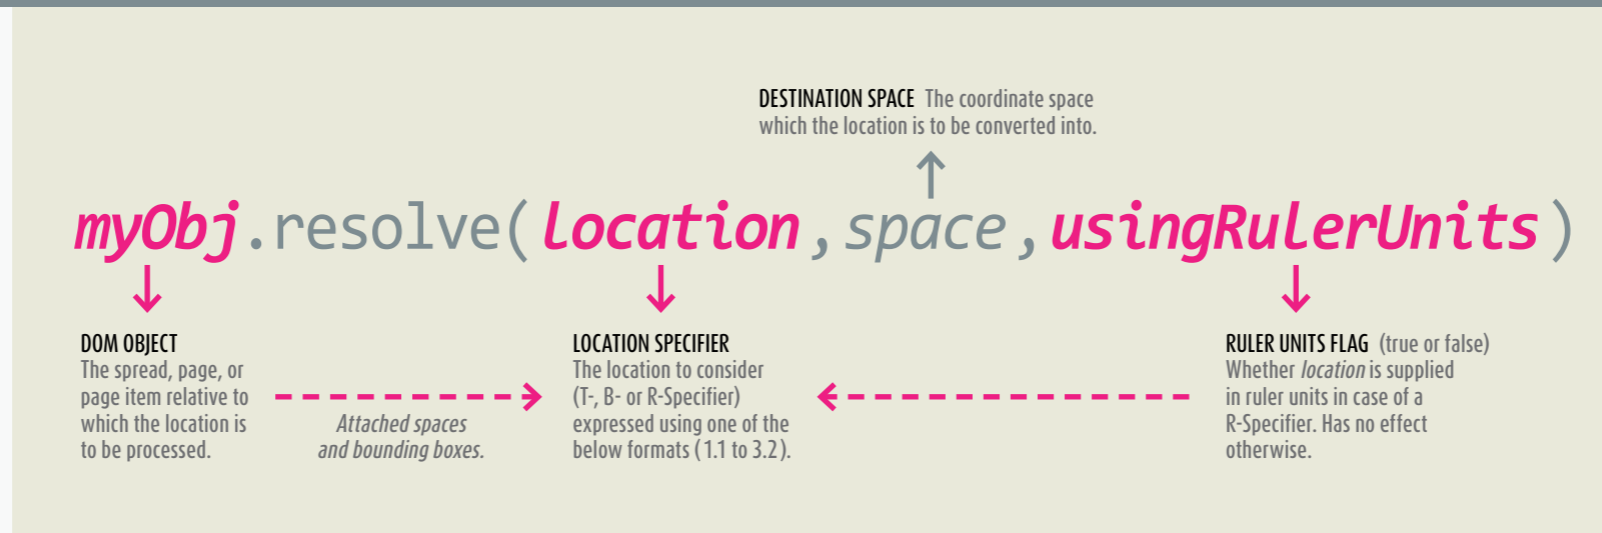 DESTINATION SPACE The coordinate space
which the location is to be converted into.
myObj.resolve(location,space,usingRulerUnits)
DOM OBJECT
The spread, page, or
page item relative to
which the location is
to be processed.
Attached spaces
and bounding boxes.
LOCATION SPECIFIER
The location to consider
(T-, B- or R-Specifier)
expressed using one of the
below formats (1.1 to 3.2).
RULER UNITS FLAG (true or false)
Whether location is supplied
in ruler units in case of a
R-Specifier. Has no effect
otherwise.